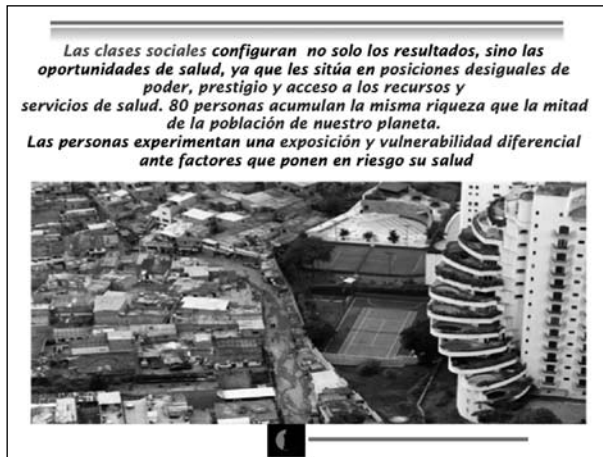 Las clases sociales configuran no solo los resultados, sino las
oportunidades de salud, ya que les sitúa en posiciones desiguales de
poder, prestigio y acceso a los recursos y
servicios de salud. 80 personas acumulan la misma riqueza que la mitad
de la población de nuestro planeta.
Las personas experimentan una exposición y vulnerabilidad diferencial
ante factores que ponen en riesgo su salud